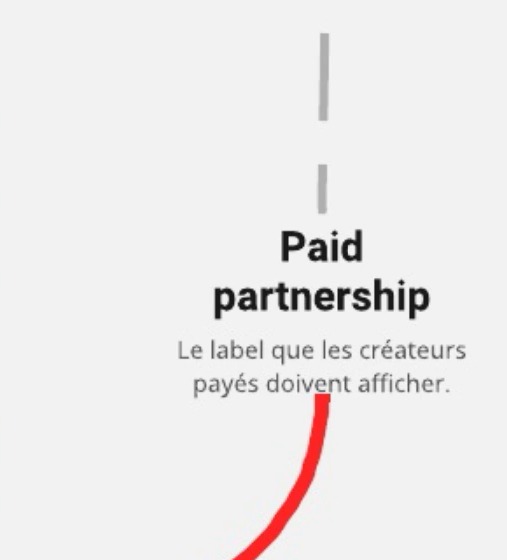 Paid
partnership
Le label que les créateurs
payés doivent afficher.